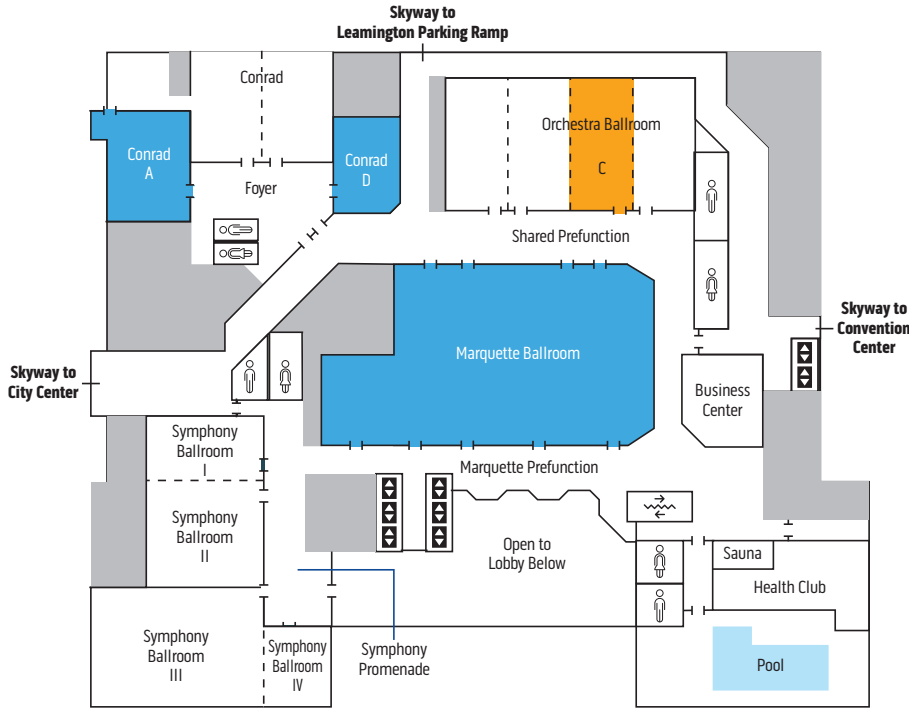 Skyway to
Leamington Parking Ramp
Conrad
Orchestra Ballroom
Conrad
A
Conrad
D
C
Foyer
Shared Prefunction
Skyway to
Convention
Center
Marquette Ballroom
Skyway to
City Center
Business
Center
Symphony
Ballroom
I
Marquette Prefunction
Symphony
Ballroom
II
Open to
Lobby Below
Sauna
Health Club
Symphony
Ballroom
III
Symphony
Ballroom
IV
Symphony
Promenade
Pool